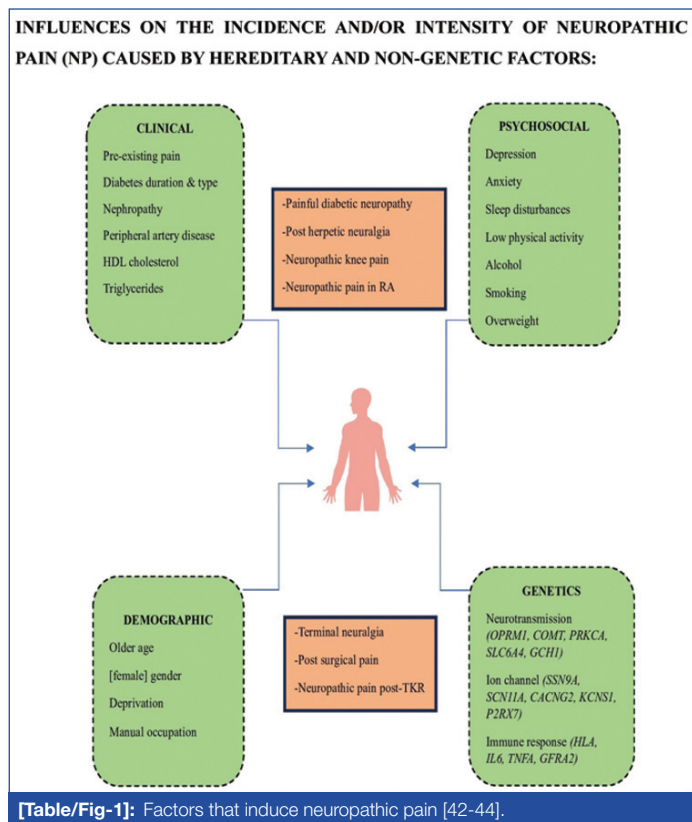 INFLUENCES ON THE INCIDENCE AND/OR INTENSITY OF NEUROPATHIC
PAIN (NP) CAUSED BY HEREDITARY AND NON-GENETIC FACTORS:
CLINICAL
Pre-existing pain
Diabetes duration & type
Nephropathy
Peripheral artery disease
HDL cholesterol
Triglycerides
-Painful diabetic neuropathy
-Post herpetic neuralgia
-Neuropathic knee pain
-Neuropathic pain in RA
PSYCHOSOCIAL
Depression
Anxiety
Sleep disturbances
Low physical activity
Alcohol
Smoking
Overweight
DEMOGRAPHIC
Older age
[female] gender
Deprivation
Manual occupation
-Terminal neuralgia
-Post surgical pain
-Neuropathic pain post-TKR
GENETICS
Neurotransmission
(OPRM1, COMT, PRKCA,
SLC6A4, GCH1)
Ion channel (SSN9A,
SCN11A, CACNG2, KCNS1,
P2RX7)
Immune response (HLA,
IL6, TNFA, GFRA2)
[Table/Fig-1]: Factors that induce neuropathic pain [42-44].